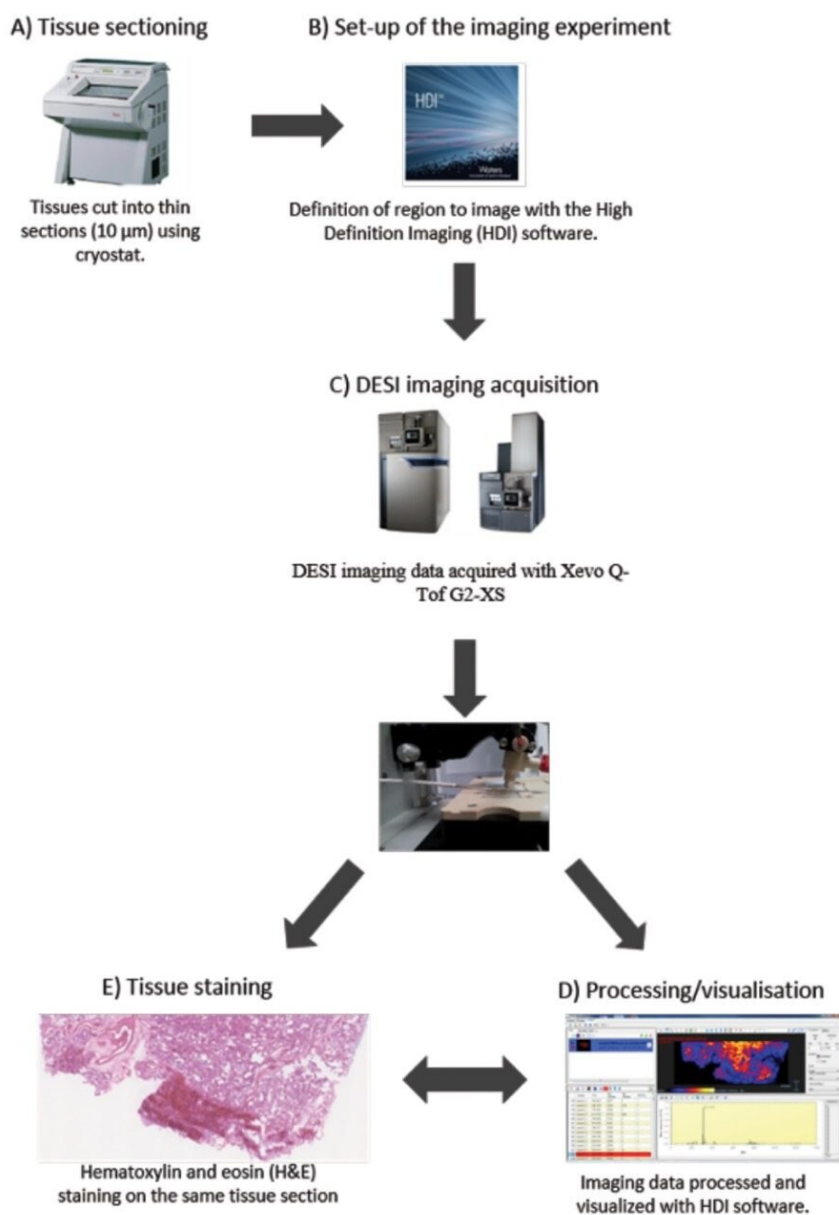 A) Tissue sectioning
B) Set-up of the imaging experiment
HDI™
Waters
Tissues cut into thin
sections (10 μm) using
cryostat.
Definition of region to image with the High
Definition Imaging (HDI) software.
C) DESI imaging acquisition
DESI imaging data acquired with Xevo Q-
Tof G2-XS
E) Tissue staining
D) Processing/visualisation
Hematoxylin and eosin (H&E)
staining on the same tissue section
Imaging data processed and
visualized with HDI software.